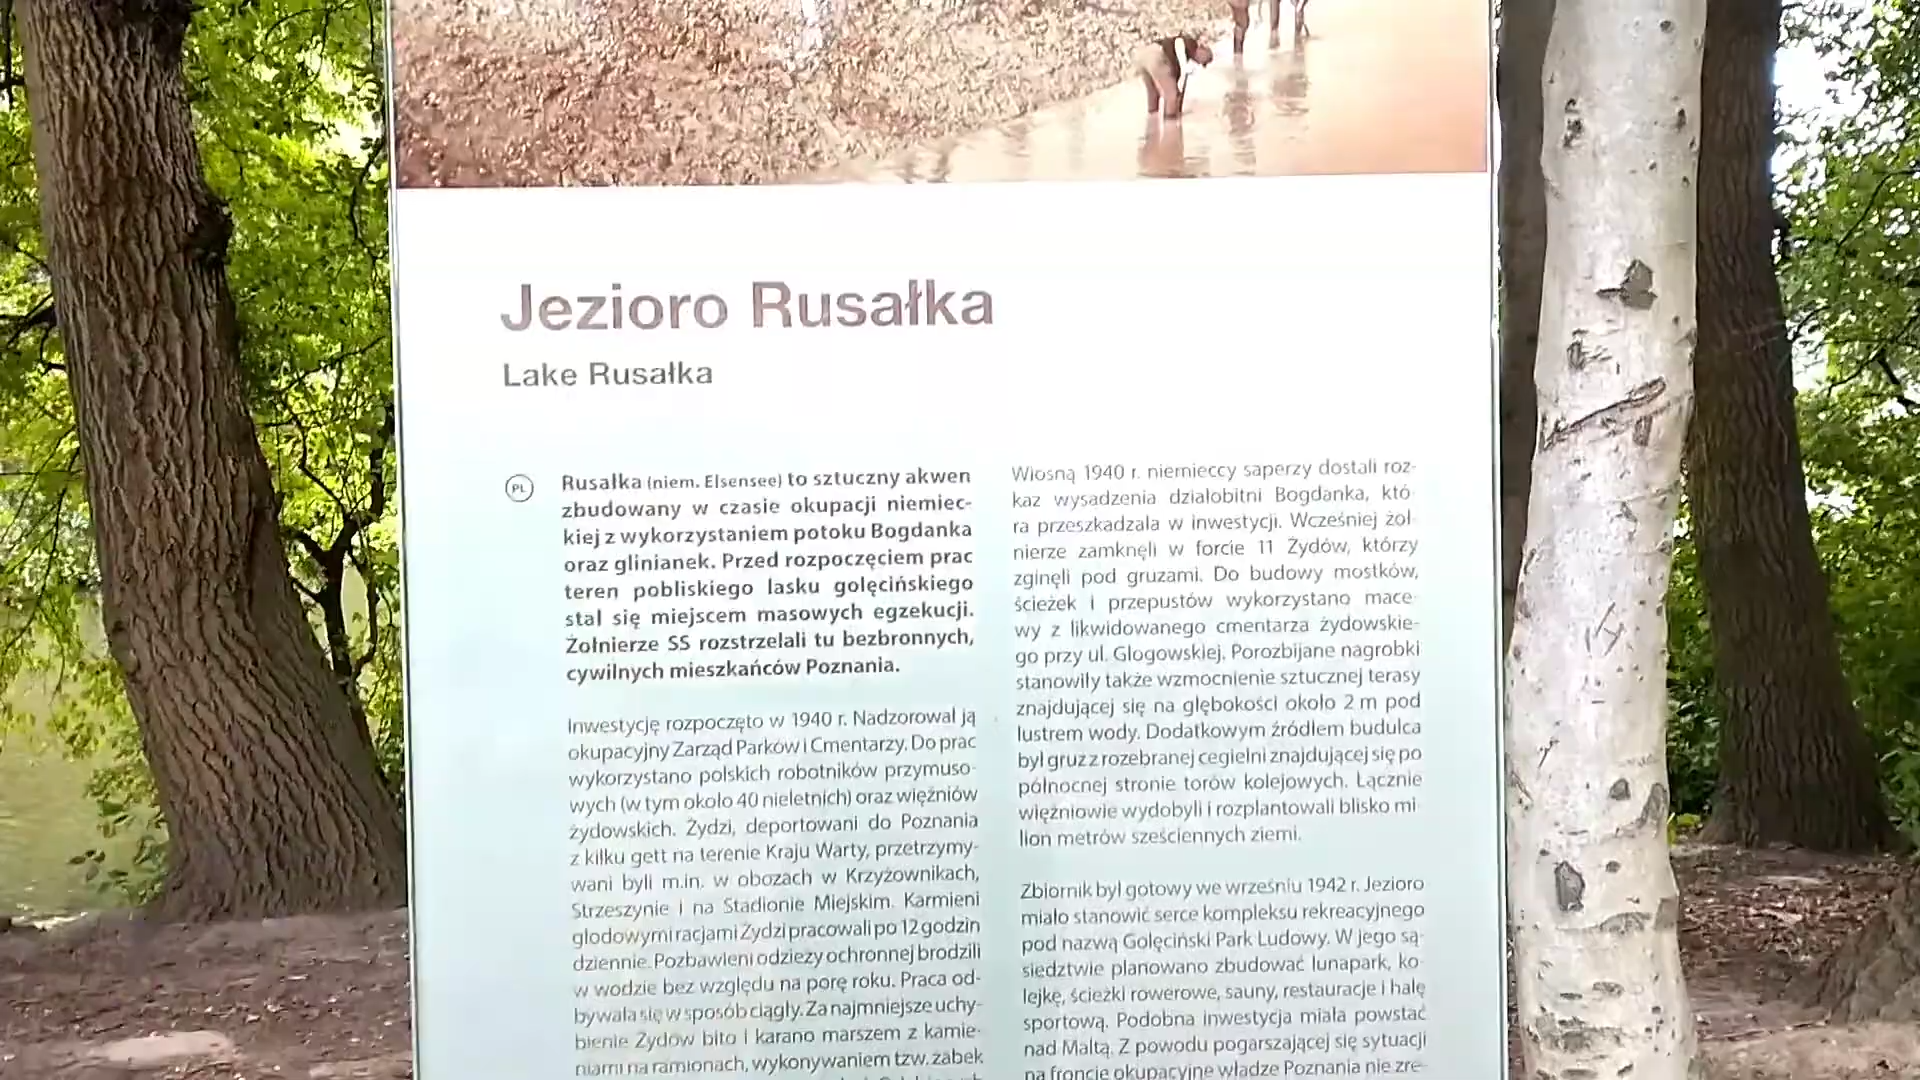 Jezioro Rusałka
Lake Rusałka
PL
Rusałka (niem. Elsensee) to sztuczny akwen
zbudowany w czasie okupacji niemiec-
kiej z wykorzystaniem potoku Bogdanka
oraz glinianek. Przed rozpoczęciem prac
teren pobliskiego lasku golęcińskiego
stał się miejscem masowych egzekucji.
Żołnierze SS rozstrzelali tu bezbronnych,
cywilnych mieszkańców Poznania.
Inwestycję rozpoczęto w 1940 r. Nadzorował ją
okupacyjny Zarząd Parków i Cmentarzy. Do prac
wykorzystano polskich robotników przymuso-
wych (w tym około 40 nieletnich) oraz więźniów
żydowskich. Żydzi, deportowani do Poznania
z kilku gett na terenie Kraju Warty, przetrzymy-
wani byli m.in. w obozach w Krzyżownikach,
Strzeszynie i na Stadionie Miejskim. Karmieni
głodowymi racjami Żydzi pracowali po 12 godzin
dziennie. Pozbawieni odzieży ochronnej brodzili
w wodzie bez względu na porę roku. Praca od-
bywała się w sposób ciągły. Za najmniejsze uchy-
bienie Żydów bito i karano marszem z kamie-
niami na ramionach, wykonywaniem tzw. żabek
Wiosną 1940 r. niemieccy saperzy dostali roz-
kaz wysadzenia działobitni Bogdanka, któ-
ra przeszkadzała w inwestycji. Wcześniej żoł-
nierze zamknęli w forcie 11 Żydów, którzy
zginęli pod gruzami. Do budowy mostków,
ścieżek i przepustów wykorzystano mace-
wy z likwidowanego cmentarza żydowskie-
go przy ul. Głogowskiej. Porozbijane nagrobki
stanowiły także wzmocnienie sztucznej terasy
znajdującej się na głębokości około 2 m pod
lustrem wody. Dodatkowym źródłem budulca
był gruz z rozebranej cegielni znajdującej się po
północnej stronie torów kolejowych. Łącznie
więźniowie wydobyli i rozplantowali blisko mi-
lion metrów sześciennych ziemi.
Zbiornik był gotowy we wrześniu 1942 r. Jezioro
miało stanowić serce kompleksu rekreacyjnego
pod nazwą Golęciński Park Ludowy. W jego są-
siedztwie planowano zbudować lunapark, ko-
lejkę, ścieżki rowerowe, sauny, restauracje i halę
sportową. Podobna inwestycja miała powstać
nad Maltą. Z powodu pogarszającej się sytuacji
na froncie okupacyjne władze Poznania nie zre-